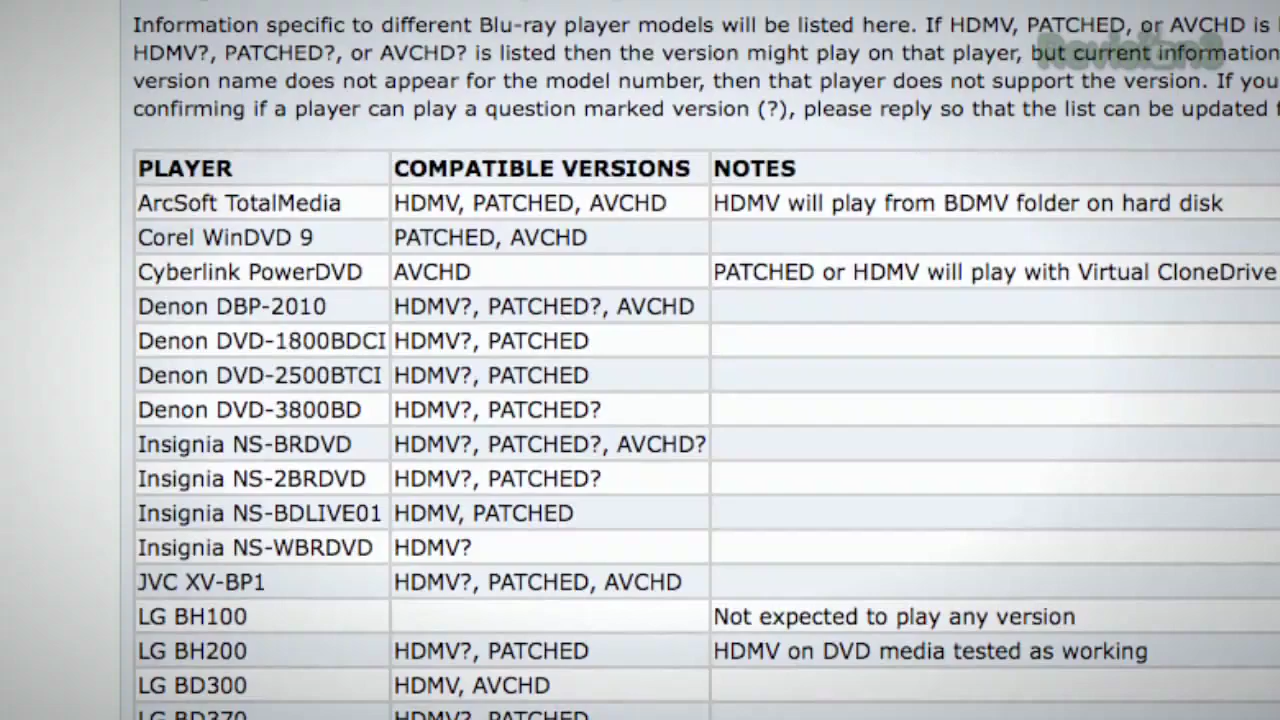 Information specific to different Blu-ray player models will be listed here. If HDMV, PATCHED, or AVCHD is
HDMV?, PATCHED?, or AVCHD? is listed then the version might play on that player, but current information
version name does not appear for the model number, then that player does not support the version. If you
confirming if a player can play a question marked version (?), please reply so that the list can be updated
Revision3
PLAYER COMPATIBLE VERSIONS NOTES
ArcSoft TotalMedia HDMV, PATCHED, AVCHD HDMV will play from BDMV folder on hard disk
Corel WinDVD 9 PATCHED, AVCHD
Cyberlink PowerDVD AVCHD PATCHED or HDMV will play with Virtual CloneDrive
Denon DBP-2010 HDMV?, PATCHED?, AVCHD
Denon DVD-1800BDCI HDMV?, PATCHED
Denon DVD-2500BTCI HDMV?, PATCHED
Denon DVD-3800BD HDMV?, PATCHED?
Insignia NS-BRDVD HDMV?, PATCHED?, AVCHD?
Insignia NS-2BRDVD HDMV?, PATCHED?
Insignia NS-BDLIVE01 HDMV, PATCHED
Insignia NS-WBRDVD HDMV?
JVC XV-BP1 HDMV?, PATCHED, AVCHD
LG BH100 Not expected to play any version
LG BH200 HDMV?, PATCHED HDMV on DVD media tested as working
LG BD300 HDMV, AVCHD
LG BD370 HDMV?, PATCHED